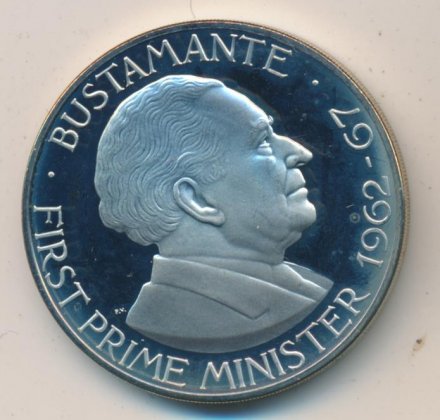 · BUSTAMANTE ·
FIRST PRIME MINISTER 1962-67
P.V.